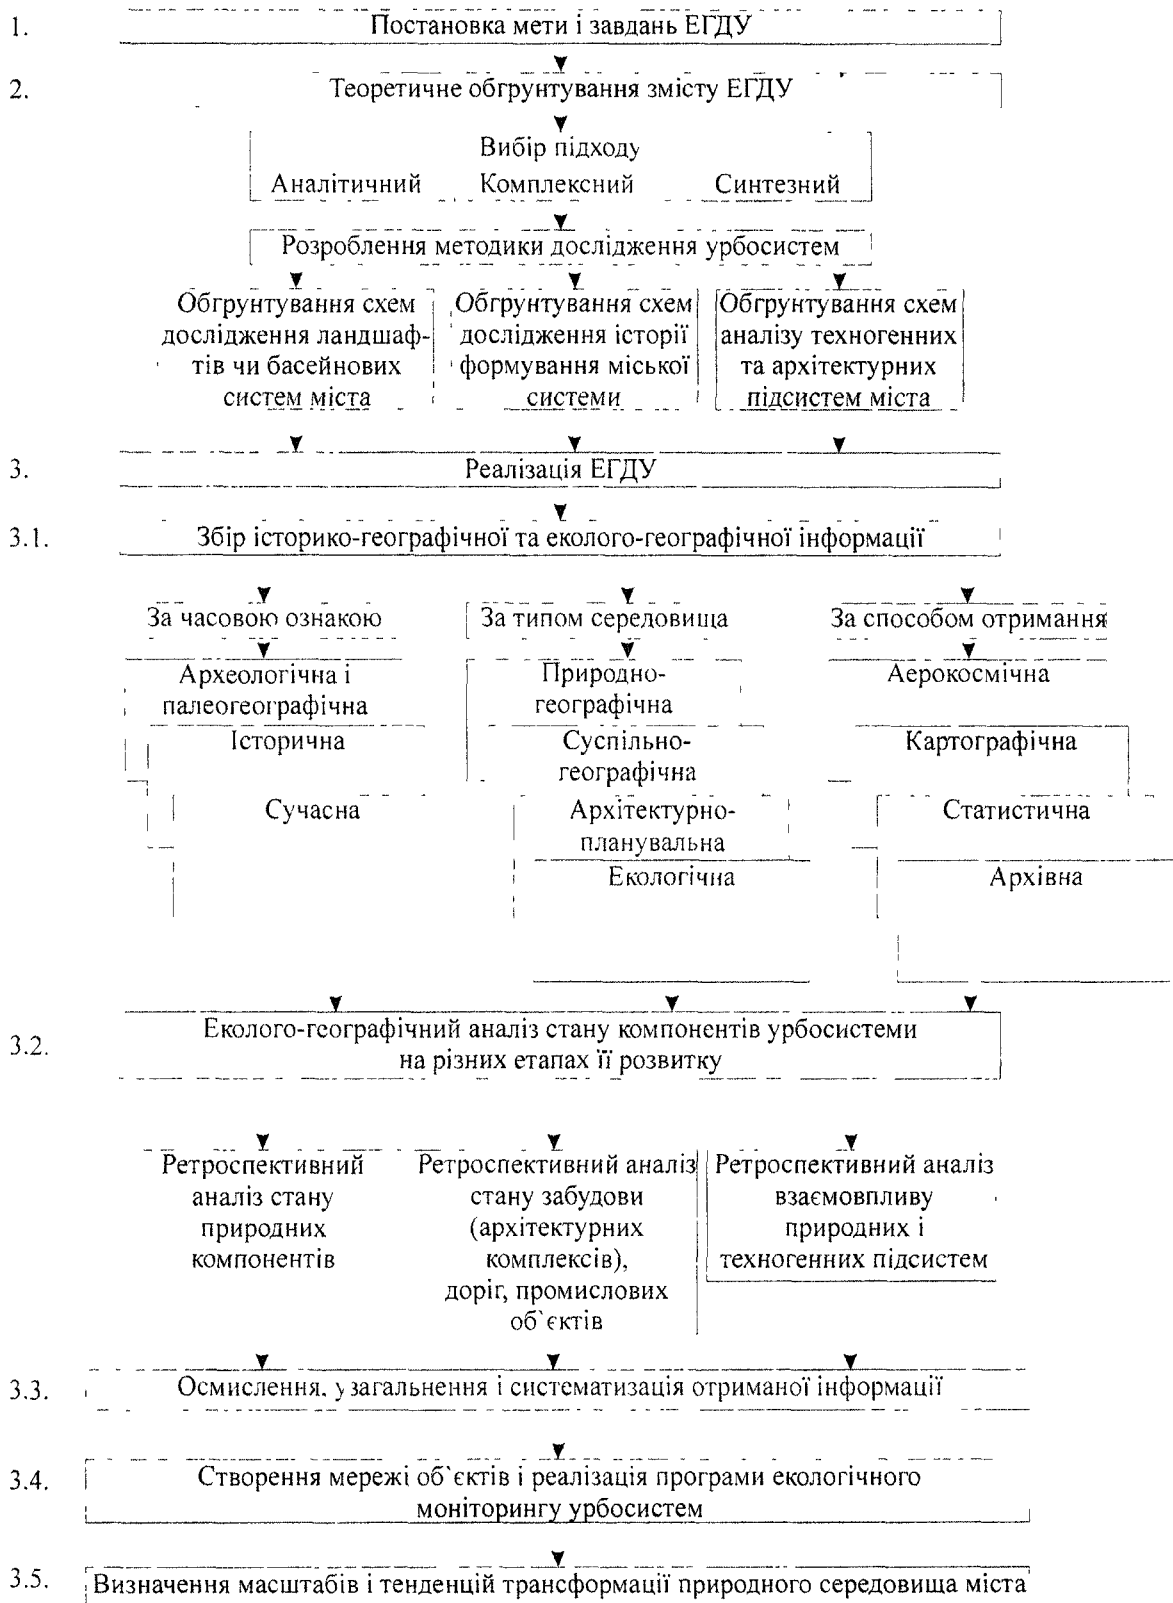 1. Постановка мети і завдань ЕГДУ
2. Теоретичне обгрунтування змісту ЕГДУ
Вибір підходу
Аналітичний Комплексний Синтезний
Розроблення методики дослідження урбосистем
Обгрунтування схем
дослідження ландшаф-
тів чи басейнових
систем міста
Обгрунтування схем
дослідження історії
формування міської
системи
Обгрунтування схем
аналізу техногенних
та архітектурних
підсистем міста
3. Реалізація ЕГДУ
3.1. Збір історико-географічної та еколого-географічної інформації
За часовою ознакою
Археологічна і
палеогеографічна
Історична
Сучасна
За типом середовища
Природно-
географічна
Суспільно-
географічна
Архітектурно-
планувальна
Екологічна
За способом отримання
Аерокосмічна
Картографічна
Статистична
Архівна
3.2. Еколого-географічний аналіз стану компонентів урбосистеми
на різних етапах її розвитку
Ретроспективний
аналіз стану
природних
компонентів
Ретроспективний аналіз
стану забудови
(архітектурних
комплексів),
доріг, промислових
об`єктів
Ретроспективний аналіз
взаємовпливу
природних і
техногенних підсистем
3.3. Осмислення, узагальнення і систематизація отриманої інформації
3.4. Створення мережі об`єктів і реалізація програми екологічного
моніторингу урбосистем
3.5. Визначення масштабів і тенденцій трансформації природного середовища міста